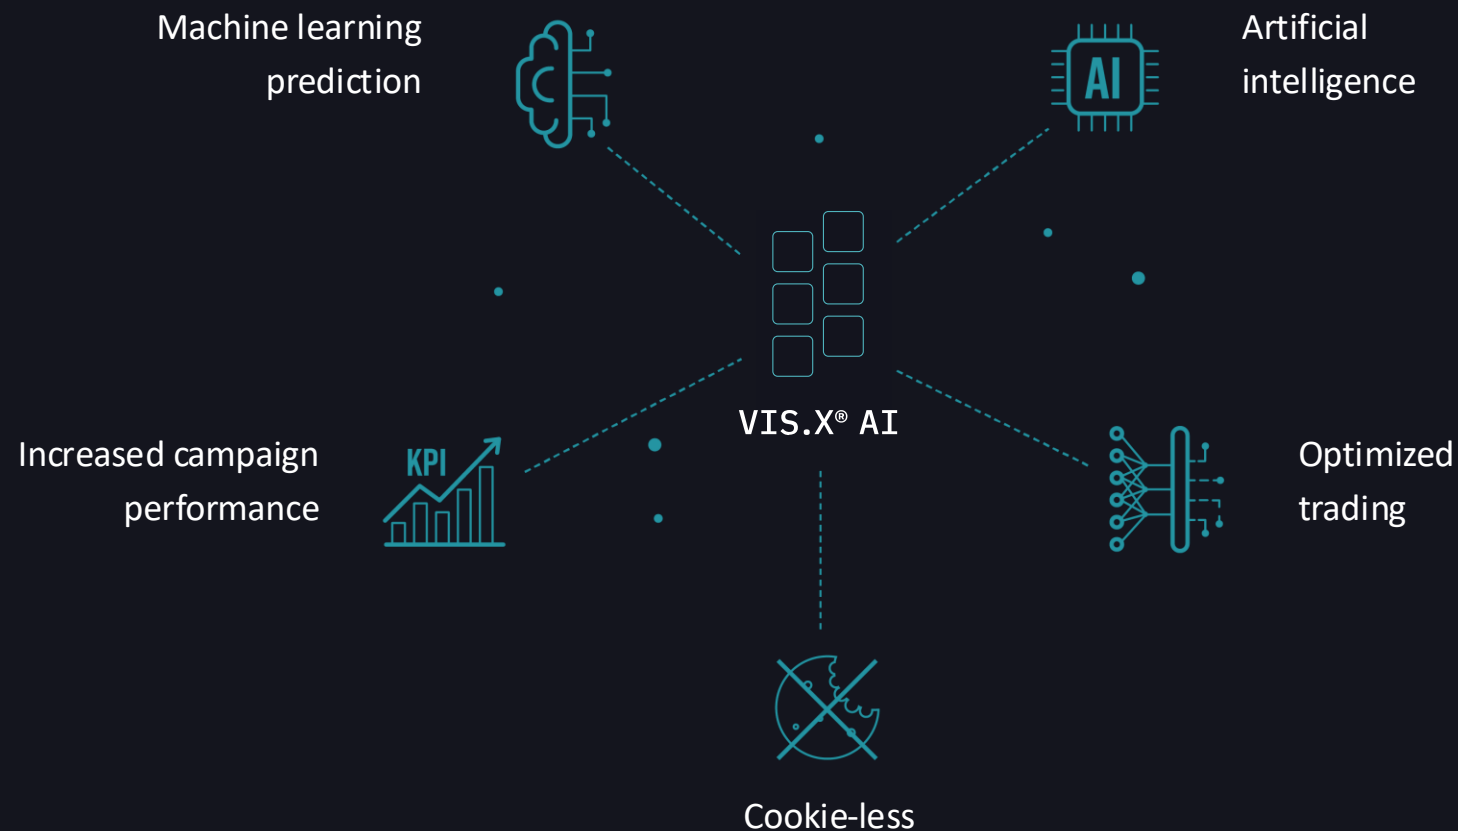 Machine learning
prediction
AI
Artificial
intelligence
VIS.X® AI
Increased campaign
performance
KPI
Optimized
trading
Cookie-less